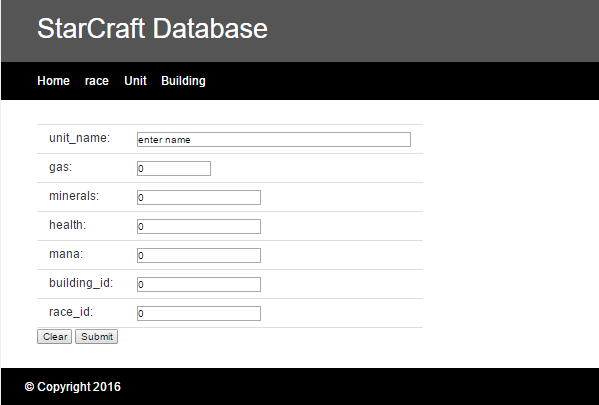 StarCraft Database
Home race Unit Building
unit_name: enter name
gas: 0
minerals: 0
health: 0
mana: 0
building_id: 0
race_id: 0
Clear Submit
© Copyright 2016